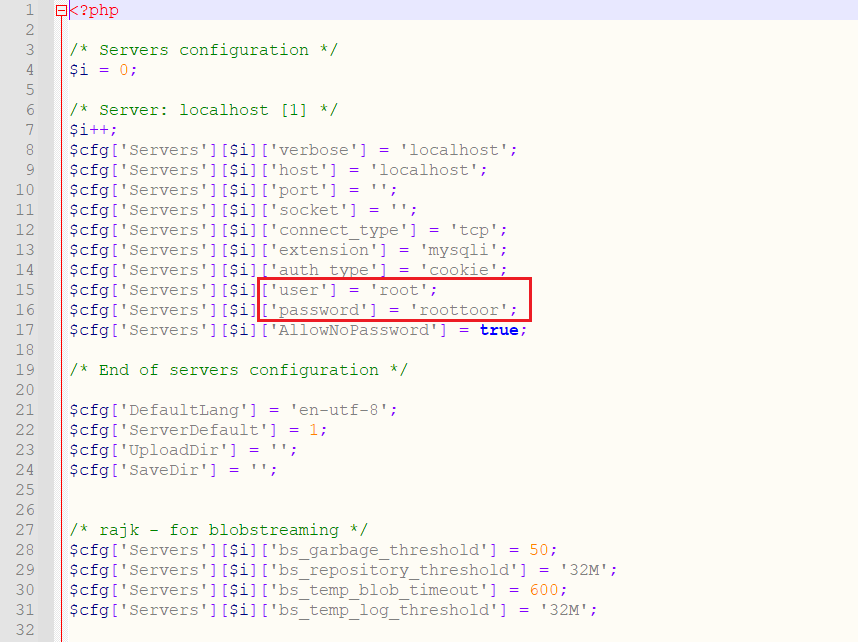 1 <?php
2
3 /* Servers configuration */
4 $i = 0;
5
6 /* Server: localhost [1] */
7 $i++;
8 $cfg['Servers'][$i]['verbose'] = 'localhost';
9 $cfg['Servers'][$i]['host'] = 'localhost';
10 $cfg['Servers'][$i]['port'] = '';
11 $cfg['Servers'][$i]['socket'] = '';
12 $cfg['Servers'][$i]['connect_type'] = 'tcp';
13 $cfg['Servers'][$i]['extension'] = 'mysqli';
14 $cfg['Servers'][$i]['auth_type'] = 'cookie';
15 $cfg['Servers'][$i]['user'] = 'root';
16 $cfg['Servers'][$i]['password'] = 'roottoor';
17 $cfg['Servers'][$i]['AllowNoPassword'] = true;
18
19 /* End of servers configuration */
20
21 $cfg['DefaultLang'] = 'en-utf-8';
22 $cfg['ServerDefault'] = 1;
23 $cfg['UploadDir'] = '';
24 $cfg['SaveDir'] = '';
25
26
27 /* rajk - for blobstreaming */
28 $cfg['Servers'][$i]['bs_garbage_threshold'] = 50;
29 $cfg['Servers'][$i]['bs_repository_threshold'] = '32M';
30 $cfg['Servers'][$i]['bs_temp_blob_timeout'] = 600;
31 $cfg['Servers'][$i]['bs_temp_log_threshold'] = '32M';
32